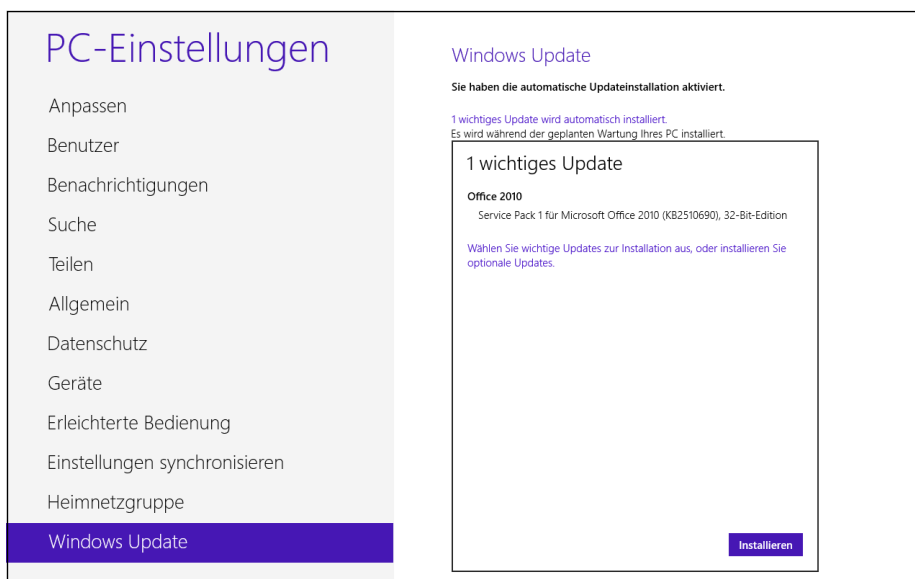 PC-Einstellungen
Anpassen
Benutzer
Benachrichtigungen
Suche
Teilen
Allgemein
Datenschutz
Geräte
Erleichterte Bedienung
Einstellungen synchronisieren
Heimnetzgruppe
Windows Update
Windows Update
Sie haben die automatische Updateinstallation aktiviert.
1 wichtiges Update wird automatisch installiert.
Es wird während der geplanten Wartung Ihres PC installiert.
1 wichtiges Update
Office 2010
Service Pack 1 für Microsoft Office 2010 (KB2510690), 32-Bit-Edition
Wählen Sie wichtige Updates zur Installation aus, oder installieren Sie
optionale Updates.
Installieren